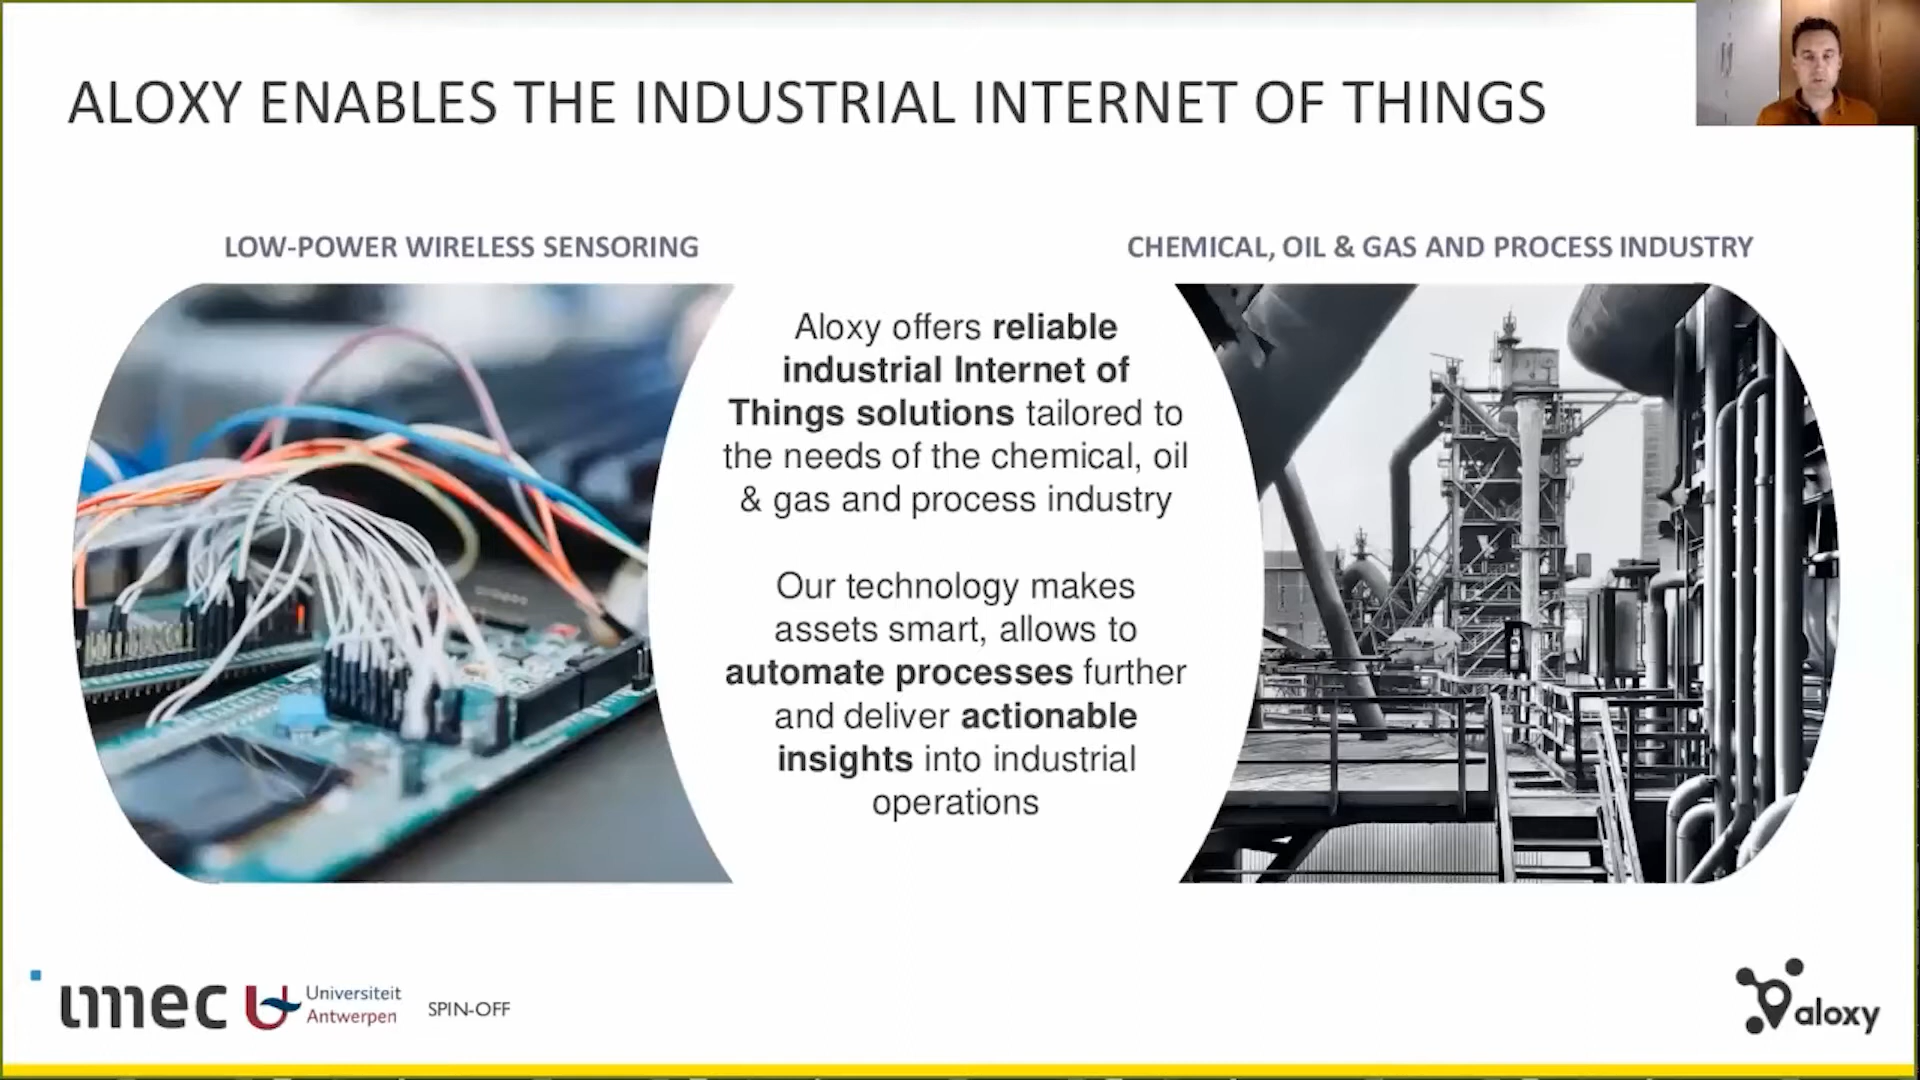 ALOXY ENABLES THE INDUSTRIAL INTERNET OF THINGS
LOW-POWER WIRELESS SENSORING
CHEMICAL, OIL & GAS AND PROCESS INDUSTRY
Aloxy offers reliable
industrial Internet of
Things solutions tailored to
the needs of the chemical, oil
& gas and process industry
Our technology makes
assets smart, allows to
automate processes further
and deliver actionable
insights into industrial
operations
imec
Universiteit
Antwerpen
SPIN-OFF
aloxy